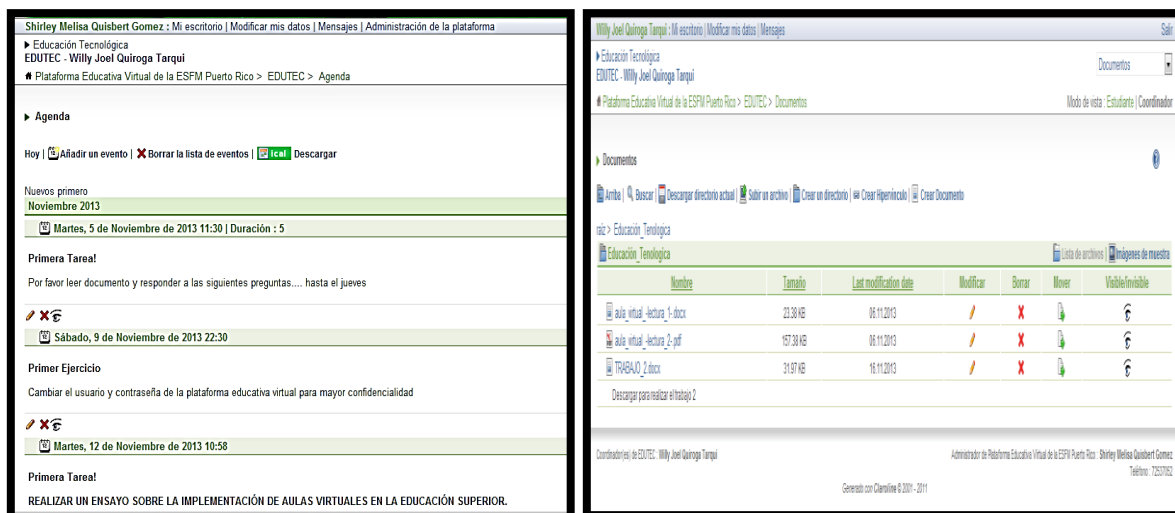 Shirley Melisa Quisbert Gomez : Mi escritorio | Modificar mis datos | Mensajes | Administración de la plataforma
Educación Tecnológica
EDUTEC - Willy Joel Quiroga Tarqui
Plataforma Educativa Virtual de la ESFM Puerto Rico > EDUTEC > Agenda
Agenda
Hoy | Añadir un evento | Borrar la lista de eventos | ical Descargar
Nuevos primero
Noviembre 2013
Martes, 5 de Noviembre de 2013 11:30 | Duración : 5
Primera Tarea!
Por favor leer documento y responder a las siguientes preguntas.... hasta el jueves
Sábado, 9 de Noviembre de 2013 22:30
Primer Ejercicio
Cambiar el usuario y contraseña de la plataforma educativa virtual para mayor confidencialidad
Martes, 12 de Noviembre de 2013 10:58
Primera Tarea!
REALIZAR UN ENSAYO SOBRE LA IMPLEMENTACIÓN DE AULAS VIRTUALES EN LA EDUCACIÓN SUPERIOR.
Willy Joel Quiroga Tarqui : Mi escritorio | Modificar mis datos | Mensajes Salir
Educación Tecnológica
EDUTEC - Willy Joel Quiroga Tarqui
Documentos
Plataforma Educativa Virtual de la ESFM Puerto Rico > EDUTEC > Documentos Modo de vista : Estudiante | Coordinador
Documentos
Arriba | Buscar | Descargar directorio actual | Subir un archivo | Crear un directorio | Crear Hipervínculo | Crear Documento
raiz > Educación_Tenologica
Educación_Tenologica Lista de archivos | Imágenes de muestra
Nombre Tamaño Last modification date Modificar Borrar Mover Visible/invisible
aula_virtual_-lectura_1-.docx 23.38 KB 06.11.2013
aula_virtual_-lectura_2-.pdf 157.38 KB 06.11.2013
TRABAJO_2.docx 31.97 KB 16.11.2013
Descargar para realizar el trabajo 2
Coordinador(es) de EDUTEC : Willy Joel Quiroga Tarqui Administrador de Plataforma Educativa Virtual de la ESFM Puerto Rico : Shirley Melisa Quisbert Gomez
Teléfono : 72537052
Generado con Claroline © 2001 - 2011